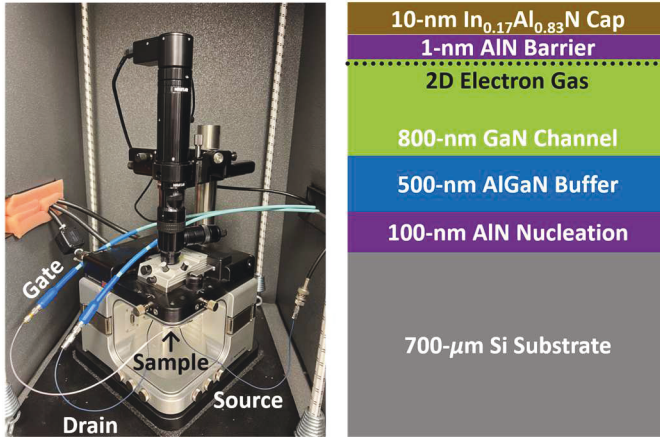 Gate
Sample
Drain
Source
10-nm In0.17Al0.83N Cap
1-nm AlN Barrier
2D Electron Gas
800-nm GaN Channel
500-nm AlGaN Buffer
100-nm AlN Nucleation
700-μm Si Substrate